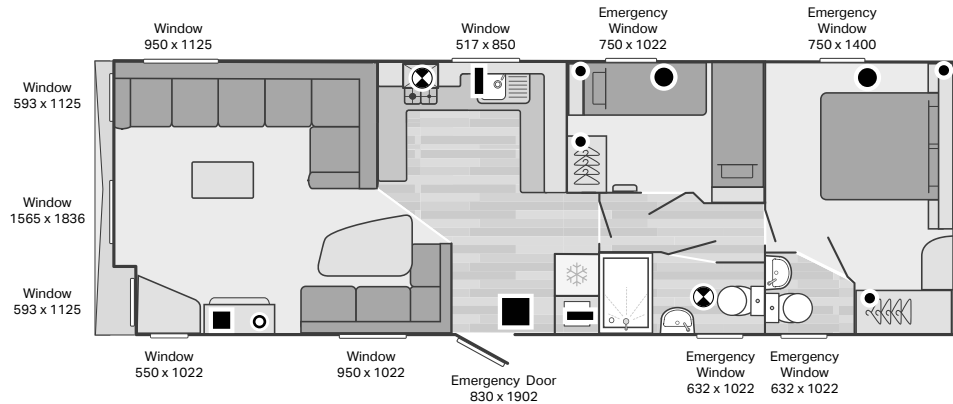 Window
950 x 1125
Window
517 x 850
Emergency
Window
750 x 1022
Emergency
Window
750 x 1400
Window
593 x 1125
Window
1565 x 1836
Window
593 x 1125
Window
550 x 1022
Window
950 x 1022
Emergency Door
830 x 1902
Emergency
Window
632 x 1022
Emergency
Window
632 x 1022